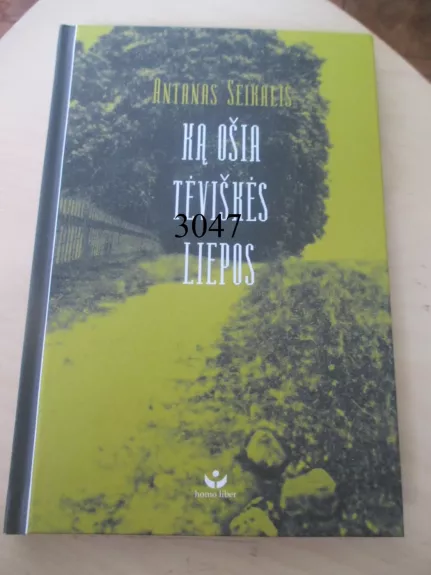 ANTANAS SEIKALIS
KĄ OŠIA
TĖVIŠKĖS
3047
LIEPOS
homo liber